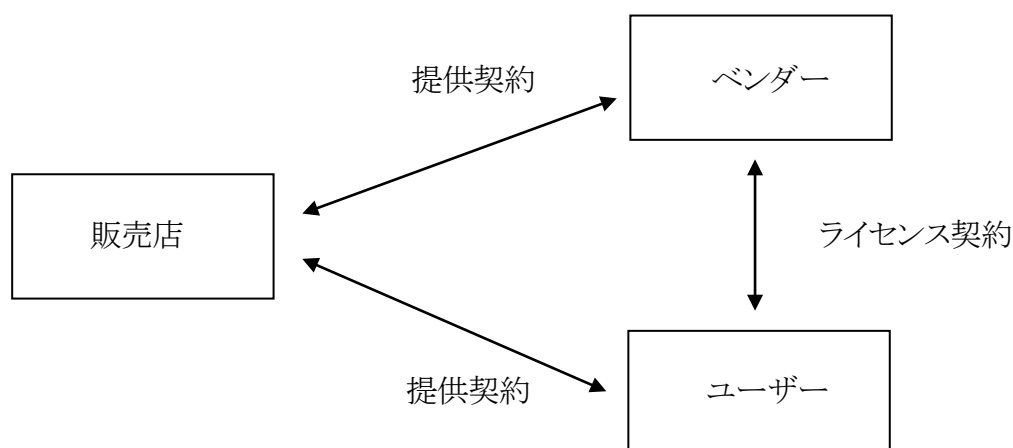 ベンダー
提供契約
販売店
ライセンス契約
提供契約
ユーザー